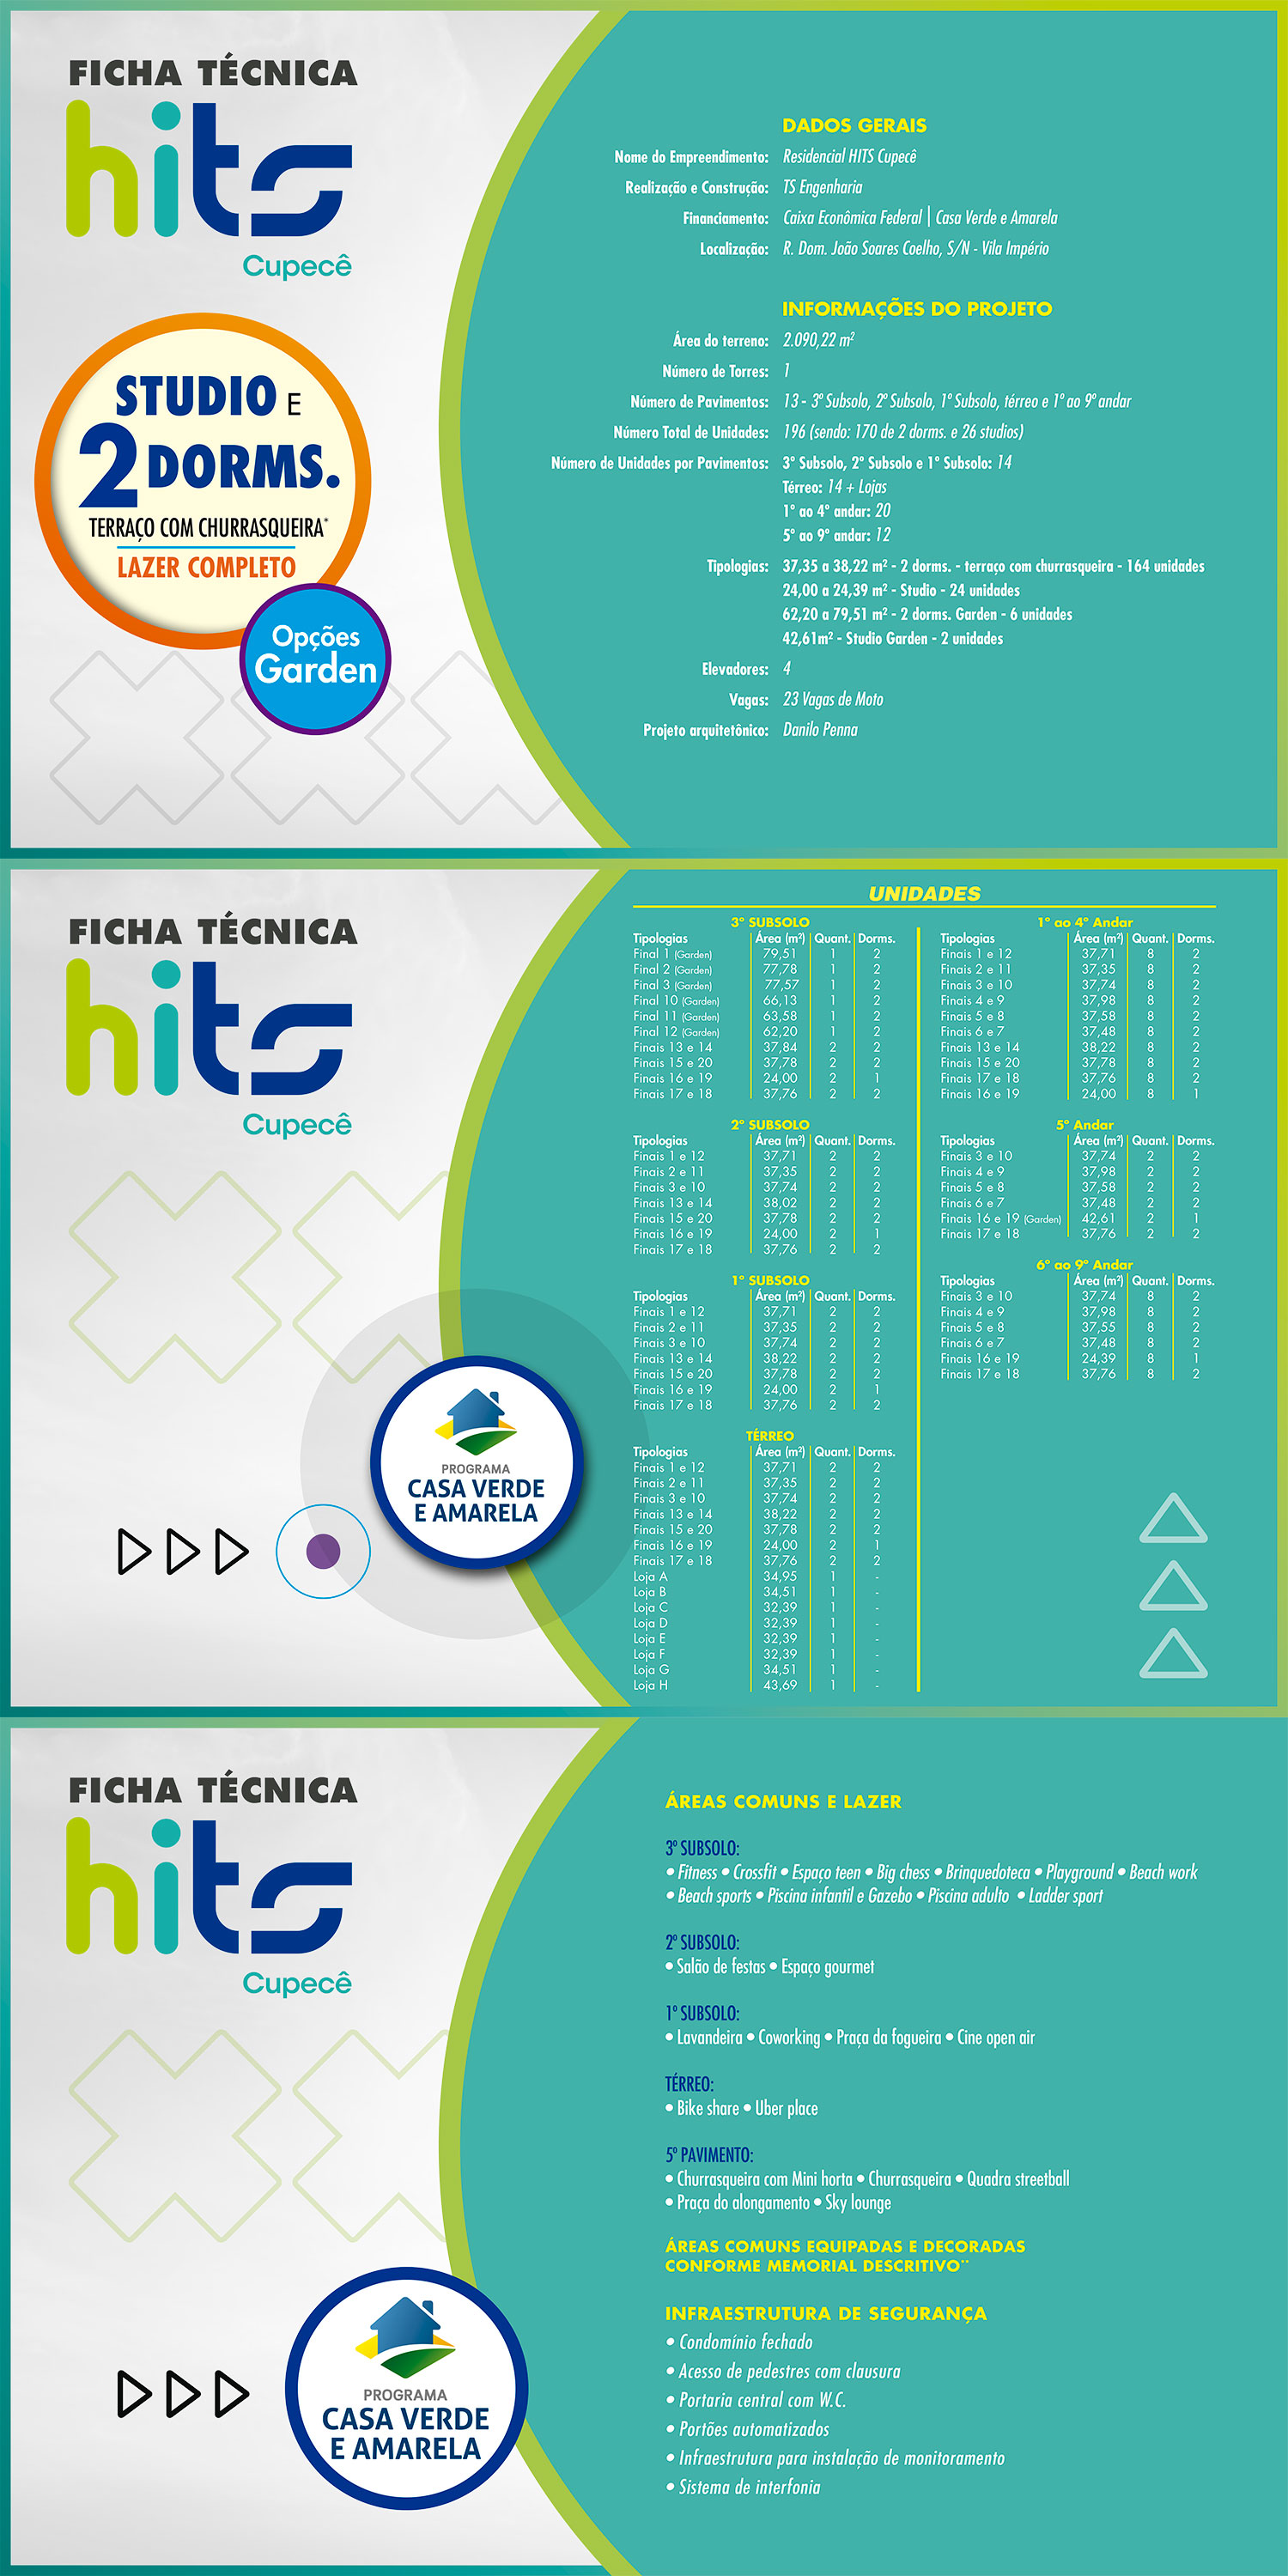 FICHA TÉCNICA
hits
Cupecê
STUDIO E
2 DORMS.
TERRAÇO COM CHURRASQUEIRA*
LAZER COMPLETO
Opções
Garden
DADOS GERAIS
Nome do Empreendimento: Residencial HITS Cupecê
Realização e Construção: TS Engenharia
Financiamento: Caixa Econômica Federal | Casa Verde e Amarela
Localização: R. Dom. João Soares Coelho, S/N - Vila Império
INFORMAÇÕES DO PROJETO
Área do terreno: 2.090,22 m²
Número de Torres: 1
Número de Pavimentos: 13 - 3º Subsolo, 2º Subsolo, 1º Subsolo, térreo e 1º ao 9º andar
Número Total de Unidades: 196 (sendo: 170 de 2 dorms. e 26 studios)
Número de Unidades por Pavimentos: 3° Subsolo, 2° Subsolo e 1° Subsolo: 14
Térreo: 14 + Lojas
1° ao 4° andar: 20
5° ao 9° andar: 12
Tipologias: 37,35 a 38,22 m² - 2 dorms. - terraço com churrasqueira - 164 unidades
24,00 a 24,39 m² - Studio - 24 unidades
62,20 a 79,51 m² - 2 dorms. Garden - 6 unidades
42,61m² - Studio Garden - 2 unidades
Elevadores: 4
Vagas: 23 Vagas de Moto
Projeto arquitetônico: Danilo Penna
FICHA TÉCNICA
hits
Cupecê
PROGRAMA
CASA VERDE
E AMARELA
UNIDADES
3º SUBSOLO
Tipologias Área (m²) Quant. Dorms.
Final 1 (Garden) 79,51 1 2
Final 2 (Garden) 77,78 1 2
Final 3 (Garden) 77,57 1 2
Final 10 (Garden) 66,13 1 2
Final 11 (Garden) 63,58 1 2
Final 12 (Garden) 62,20 1 2
Finais 13 e 14 37,84 2 2
Finais 15 e 20 37,78 2 2
Finais 16 e 19 24,00 2 1
Finais 17 e 18 37,76 2 2
2º SUBSOLO
Tipologias Área (m²) Quant. Dorms.
Finais 1 e 12 37,71 2 2
Finais 2 e 11 37,35 2 2
Finais 3 e 10 37,74 2 2
Finais 13 e 14 38,02 2 2
Finais 15 e 20 37,78 2 2
Finais 16 e 19 24,00 2 1
Finais 17 e 18 37,76 2 2
1º SUBSOLO
Tipologias Área (m²) Quant. Dorms.
Finais 1 e 12 37,71 2 2
Finais 2 e 11 37,35 2 2
Finais 3 e 10 37,74 2 2
Finais 13 e 14 38,22 2 2
Finais 15 e 20 37,78 2 2
Finais 16 e 19 24,00 2 1
Finais 17 e 18 37,76 2 2
TÉRREO
Tipologias Área (m²) Quant. Dorms.
Finais 1 e 12 37,71 2 2
Finais 2 e 11 37,35 2 2
Finais 3 e 10 37,74 2 2
Finais 13 e 14 38,22 2 2
Finais 15 e 20 37,78 2 2
Finais 16 e 19 24,00 2 1
Finais 17 e 18 37,76 2 2
Loja A 34,95 1 -
Loja B 34,51 1 -
Loja C 32,39 1 -
Loja D 32,39 1 -
Loja E 32,39 1 -
Loja F 32,39 1 -
Loja G 34,51 1 -
Loja H 43,69 1 -
1º ao 4º Andar
Tipologias Área (m²) Quant. Dorms.
Finais 1 e 12 37,71 8 2
Finais 2 e 11 37,35 8 2
Finais 3 e 10 37,74 8 2
Finais 4 e 9 37,98 8 2
Finais 5 e 8 37,58 8 2
Finais 6 e 7 37,48 8 2
Finais 13 e 14 38,22 8 2
Finais 15 e 20 37,78 8 2
Finais 17 e 18 37,76 8 2
Finais 16 e 19 24,00 8 1
5º Andar
Tipologias Área (m²) Quant. Dorms.
Finais 3 e 10 37,74 2 2
Finais 4 e 9 37,98 2 2
Finais 5 e 8 37,58 2 2
Finais 6 e 7 37,48 2 2
Finais 16 e 19 (Garden) 42,61 2 1
Finais 17 e 18 37,76 2 2
6º ao 9º Andar
Tipologias Área (m²) Quant. Dorms.
Finais 3 e 10 37,74 8 2
Finais 4 e 9 37,98 8 2
Finais 5 e 8 37,55 8 2
Finais 6 e 7 37,48 8 2
Finais 16 e 19 24,39 8 1
Finais 17 e 18 37,76 8 2
FICHA TÉCNICA
hits
Cupecê
PROGRAMA
CASA VERDE
E AMARELA
ÁREAS COMUNS E LAZER
3º SUBSOLO:
• Fitness • Crossfit • Espaço teen • Big chess • Brinquedoteca • Playground • Beach work
• Beach sports • Piscina infantil e Gazebo • Piscina adulto • Ladder sport
2º SUBSOLO:
• Salão de festas • Espaço gourmet
1º SUBSOLO:
• Lavanderia • Coworking • Praça da fogueira • Cine open air
TÉRREO:
• Bike share • Uber place
5º PAVIMENTO:
• Churrasqueira com Mini horta • Churrasqueira • Quadra streetball
• Praça do alongamento • Sky lounge
ÁREAS COMUNS EQUIPADAS E DECORADAS
CONFORME MEMORIAL DESCRITIVO**
INFRAESTRUTURA DE SEGURANÇA
• Condomínio fechado
• Acesso de pedestres com clausura
• Portaria central com W.C.
• Portões automatizados
• Infraestrutura para instalação de monitoramento
• Sistema de interfonia